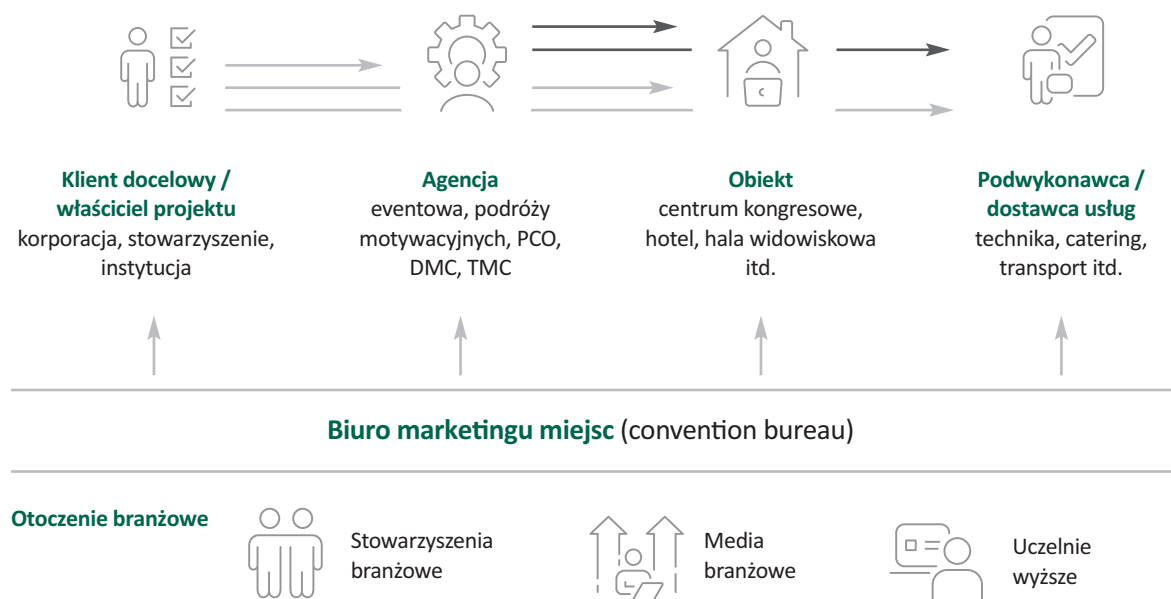 Klient docelowy /
właściciel projektu
korporacja, stowarzyszenie,
instytucja
Agencja
eventowa, podróży
motywacyjnych, PCO,
DMC, TMC
Obiekt
centrum kongresowe,
hotel, hala widowiskowa
itd.
Podwykonawca /
dostawca usług
technika, catering,
transport itd.
Biuro marketingu miejsc (convention bureau)
Otoczenie branżowe
Stowarzyszenia
branżowe
Media
branżowe
Uczelnie
wyższe